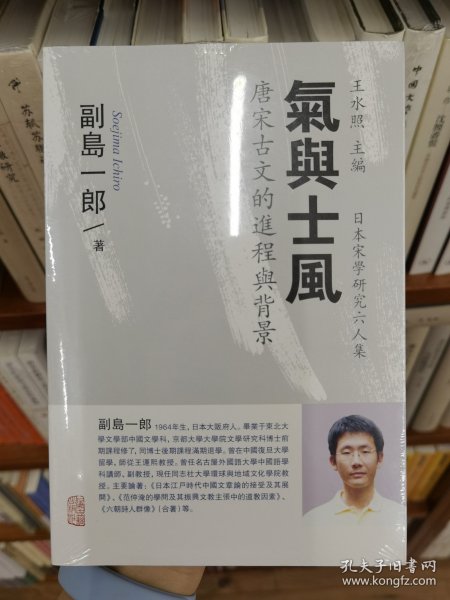 王水照 主編
日本宋學研究六人集
氣與士風
唐宋古文的進程與背景
Soejima Ichiro
副島一郎/著
副島一郎 1964年生，日本大阪府人。畢業于東北大
學文學部中國文學科，京都大學大學院文學研究科博士前
期課程修了，同博士後期課程滿期退學。曾在中國復旦大學
留學，師從王運熙教授。曾任名古屋外國語大學中國語學
科講師、副教授，現任同志社大學環球與地域文化學院教
授。主要論著：《日本江戸時代中國文章論的接受及其展
開》、《范仲淹的學問及其振興文教主張中的道教因素》、
《六朝詩人群像》（合著）等。
孔夫子旧书网
www.kongfz.com